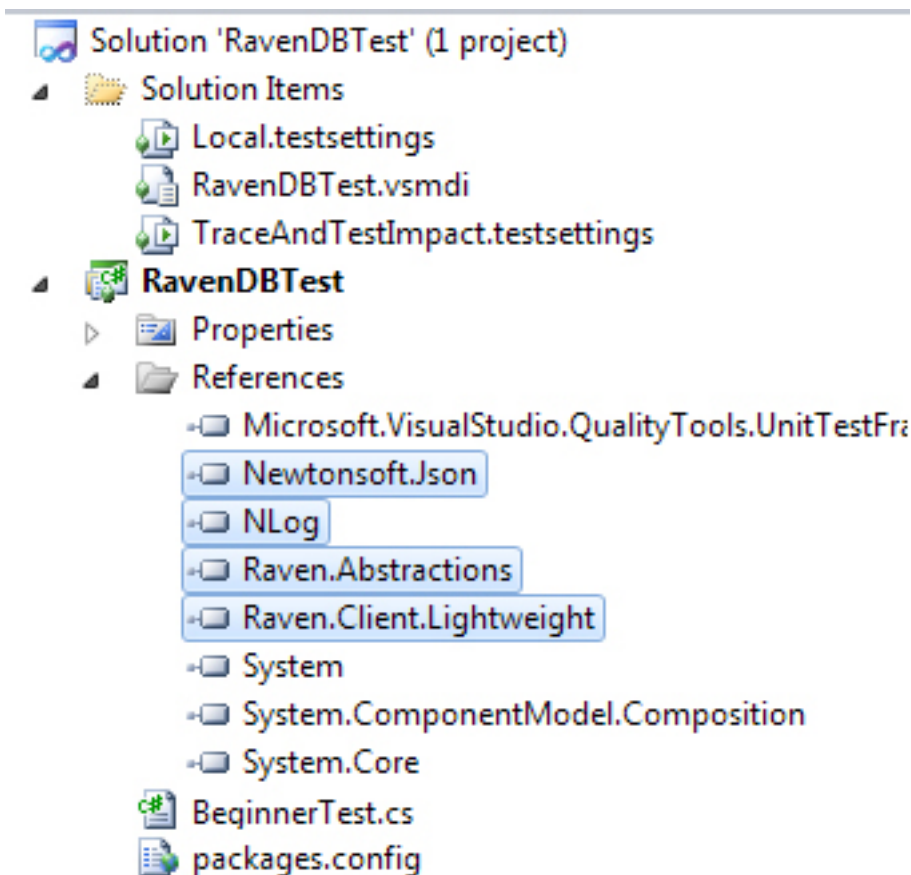 Solution 'RavenDBTest' (1 project)
Solution Items
Local.testsettings
RavenDBTest.vsmdi
TraceAndTestImpact.testsettings
RavenDBTest
Properties
References
Microsoft.VisualStudio.QualityTools.UnitTestFra
Newtonsoft.Json
NLog
Raven.Abstractions
Raven.Client.Lightweight
System
System.ComponentModel.Composition
System.Core
BeginnerTest.cs
packages.config